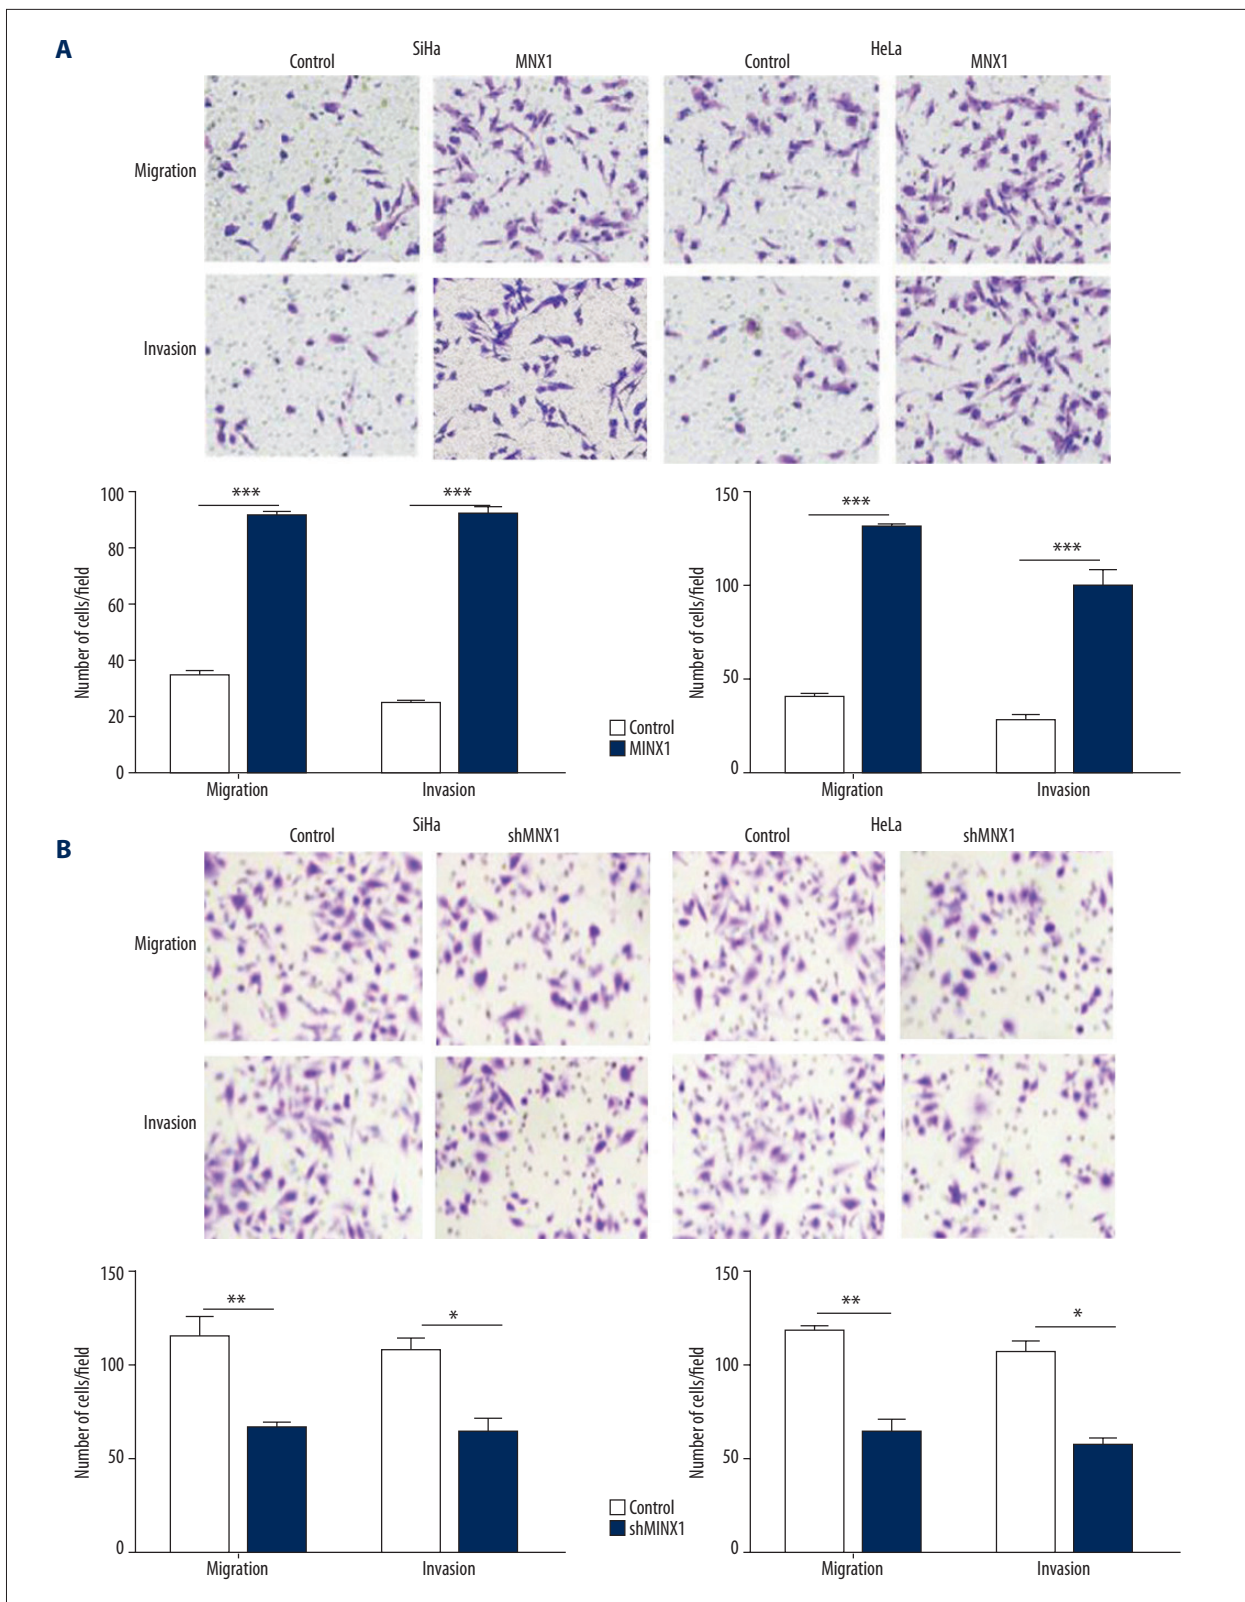 A
SiHa
HeLa
Control
MNX1
Control
MNX1
Migration
Invasion
Number of cells/field
100
80
60
40
20
0
***
***
Migration
Invasion
Control
MINX1
Number of cells/field
150
100
50
0
***
***
Migration
Invasion
B
SiHa
HeLa
Control
shMNX1
Control
shMNX1
Migration
Invasion
Number of cells/field
150
100
50
0
**
*
Migration
Invasion
Control
shMINX1
Number of cells/field
150
100
50
0
**
*
Migration
Invasion